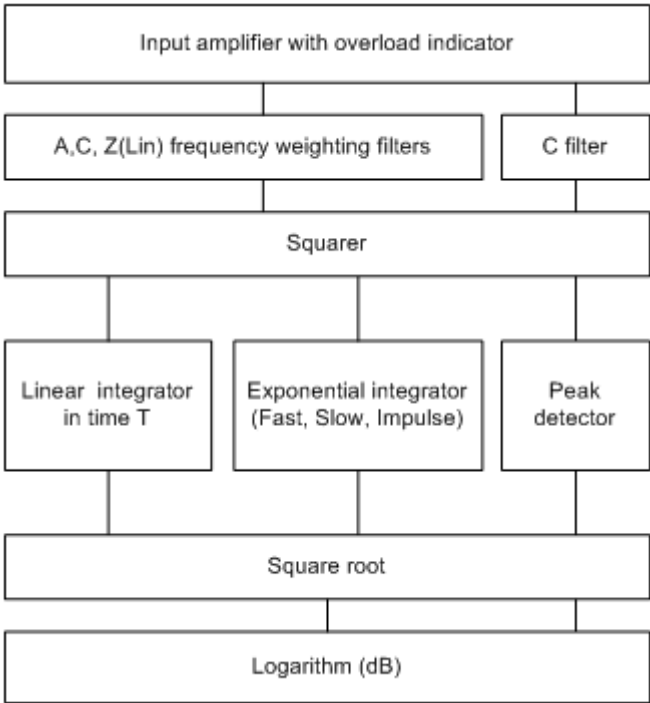 Input amplifier with overload indicator
A,C, Z(Lin) frequency weighting filters
C filter
Squarer
Linear integrator
in time T
Exponential integrator
(Fast, Slow, Impulse)
Peak
detector
Square root
Logarithm (dB)